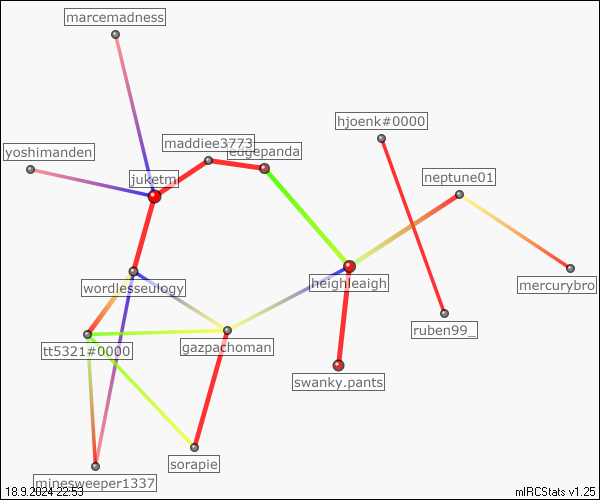 marcemadness
hjoenk#0000
maddiee3773
edgepanda
yoshimanden
juketm
neptune01
wordlesseulogy
heighleaigh
mercurybro
ruben99_
tt5321#0000
gazpachoman
swanky.pants
sorapie
minesweeper1337
18.9.2024 22:53
mIRCStats v1.25